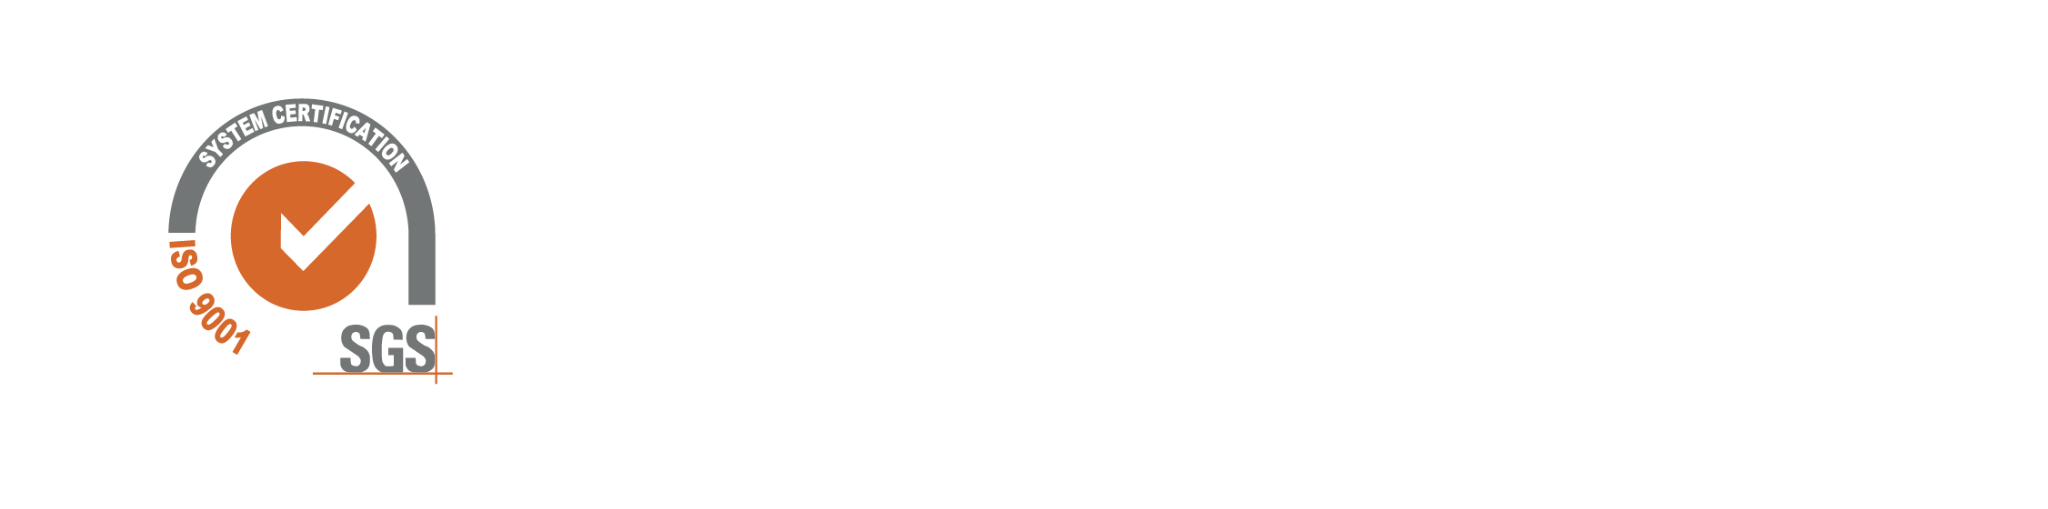 SYSTEM CERTIFICATION
ISO 9001
SGS